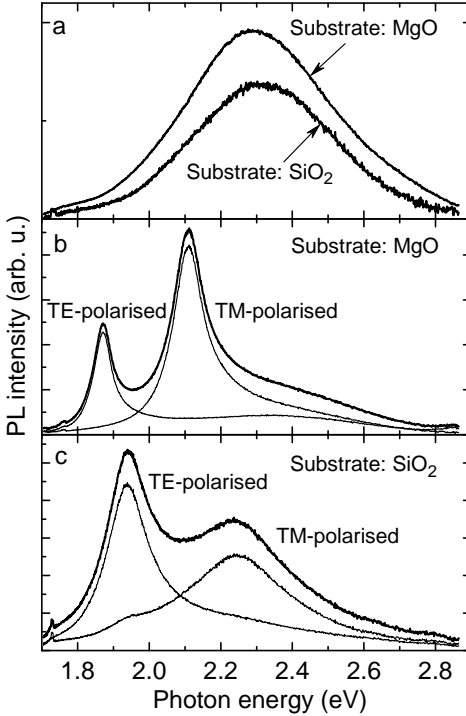 a
Substrate: MgO
Substrate: SiO₂
b
Substrate: MgO
TE-polarised
TM-polarised
c
Substrate: SiO₂
TE-polarised
TM-polarised
PL intensity (arb. u.)
1.8 2.0 2.2 2.4 2.6 2.8
Photon energy (eV)